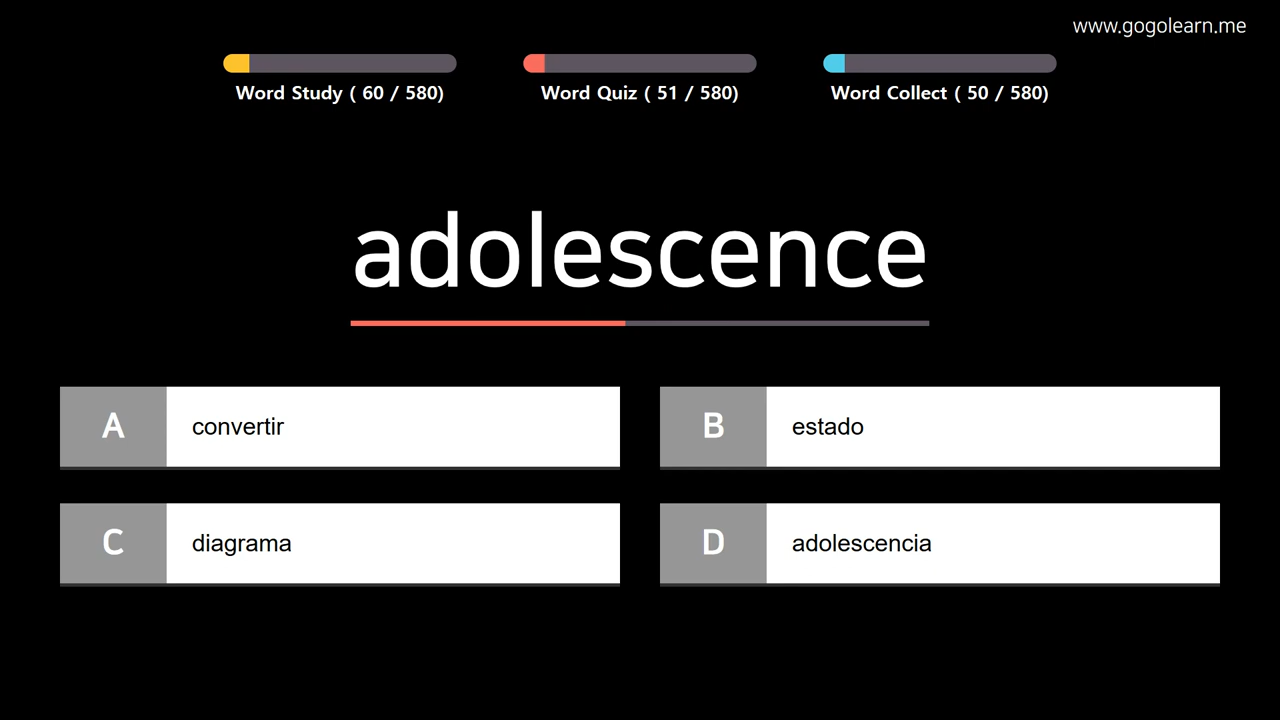 www.gogolearn.me
Word Study ( 60 / 580)
Word Quiz ( 51 / 580)
Word Collect ( 50 / 580)
adolescence
A convertir
B estado
C diagrama
D adolescencia